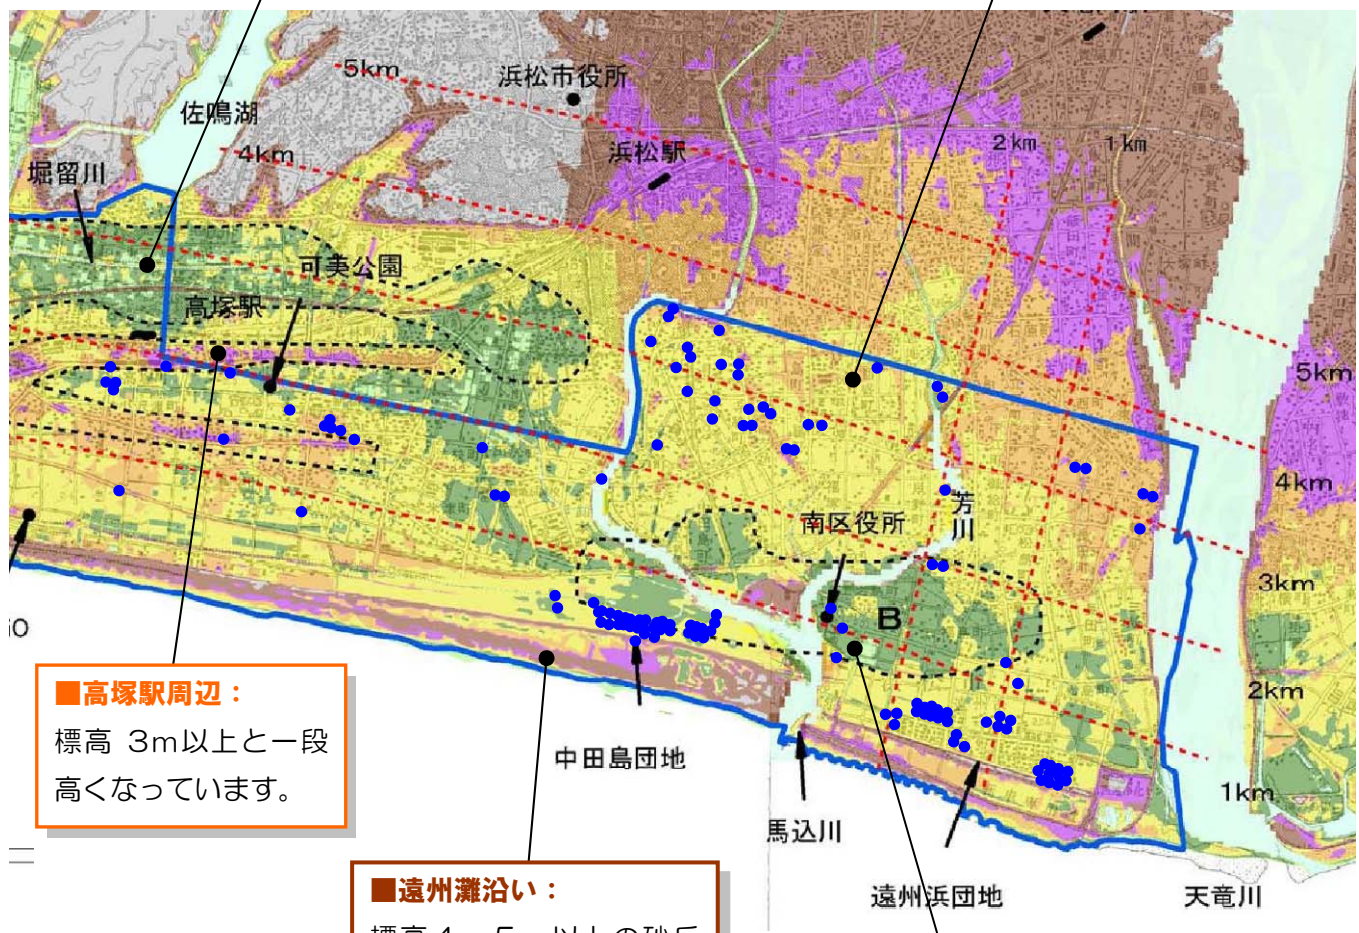 5km
浜松市役所
佐鳴湖
4km
浜松駅
2km
1km
堀留川
可美公園
高塚駅
5km
4km
芳川
南区役所
3km
B
2km
■高塚駅周辺：
標高 3m以上と一段
高くなっています。
中田島団地
1km
馬込川
■遠州灘沿い：
遠州浜団地
天竜川